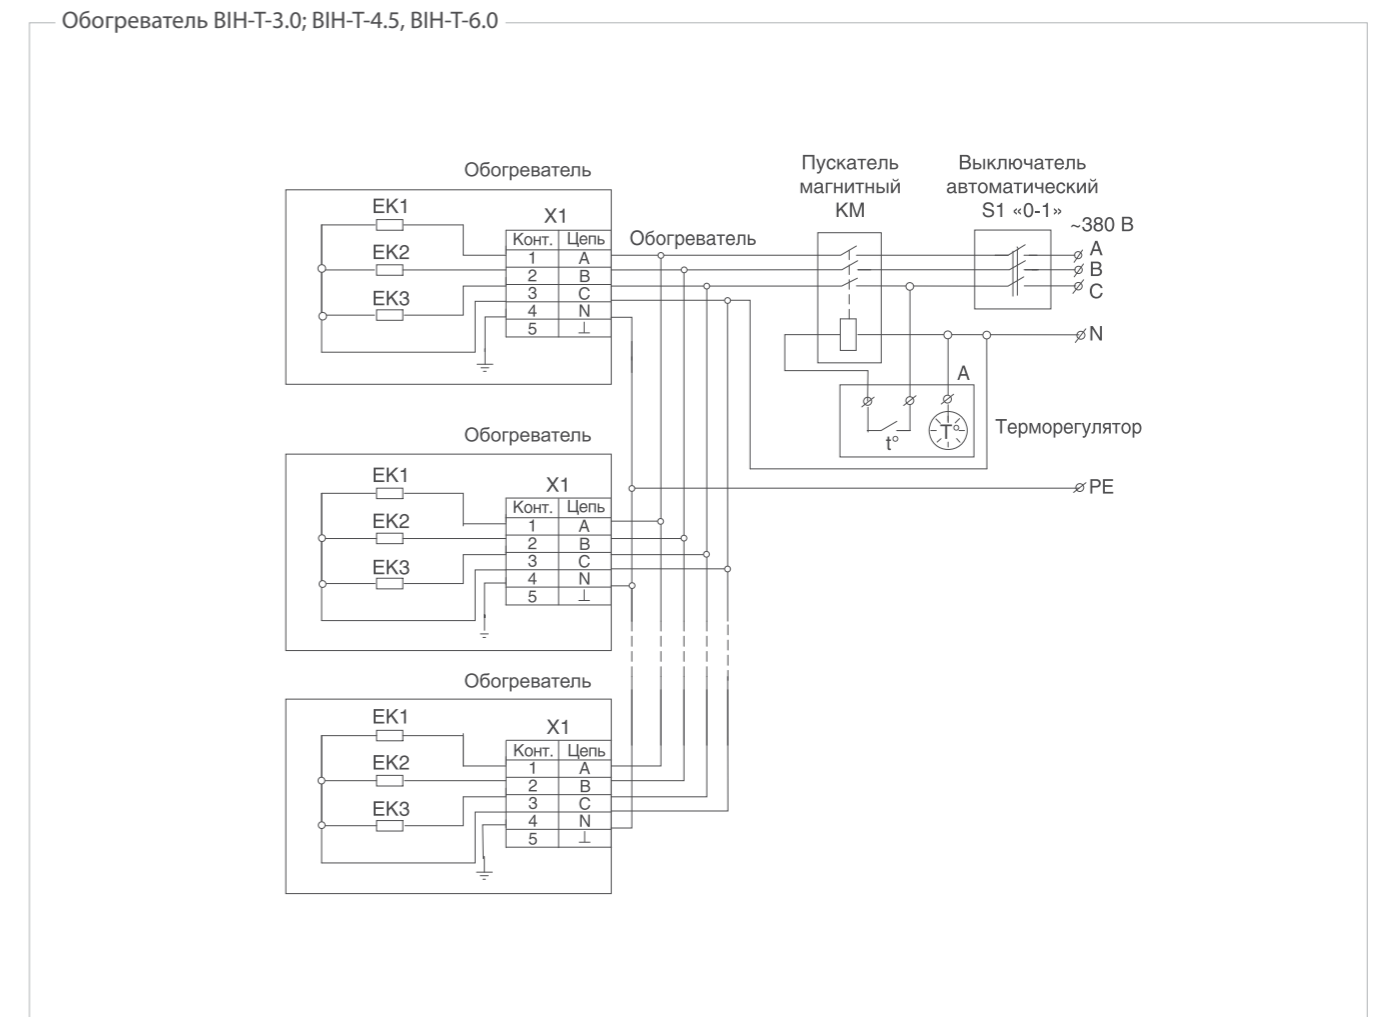 Обогреватель BIH-T-3.0; BIH-T-4.5, BIH-T-6.0
Обогреватель
EK1
EK2
EK3
X1
Конт. Цепь
1 A
2 B
3 C
4 N
5 ⊥
Обогреватель
Пускатель
магнитный
КМ
Выключатель
автоматический
S1 «0-1»
~380 В
A
B
C
N
A
t°
T°
Терморегулятор
PE
Обогреватель
EK1
EK2
EK3
X1
Конт. Цепь
1 A
2 B
3 C
4 N
5 ⊥
Обогреватель
EK1
EK2
EK3
X1
Конт. Цепь
1 A
2 B
3 C
4 N
5 ⊥